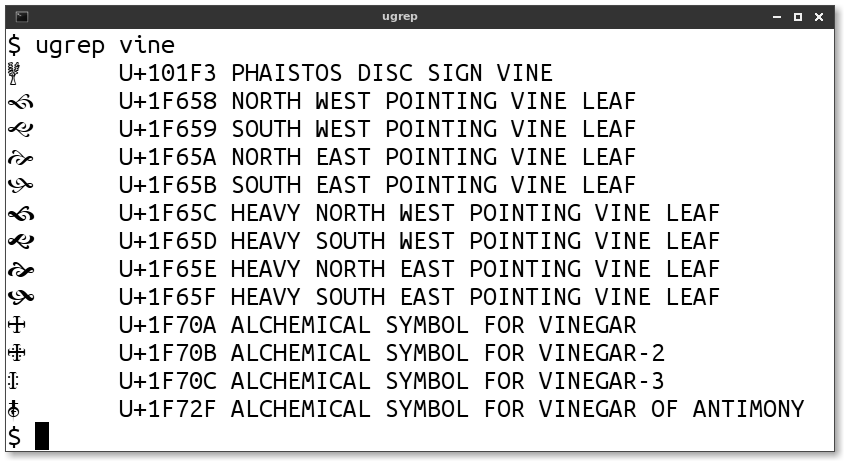 ugrep
$ ugrep vine
𐇳 U+101F3 PHAISTOS DISC SIGN VINE
🙘 U+1F658 NORTH WEST POINTING VINE LEAF
🙙 U+1F659 SOUTH WEST POINTING VINE LEAF
🙚 U+1F65A NORTH EAST POINTING VINE LEAF
🙛 U+1F65B SOUTH EAST POINTING VINE LEAF
🙜 U+1F65C HEAVY NORTH WEST POINTING VINE LEAF
🙝 U+1F65D HEAVY SOUTH WEST POINTING VINE LEAF
🙞 U+1F65E HEAVY NORTH EAST POINTING VINE LEAF
🙟 U+1F65F HEAVY SOUTH EAST POINTING VINE LEAF
🜊 U+1F70A ALCHEMICAL SYMBOL FOR VINEGAR
🜋 U+1F70B ALCHEMICAL SYMBOL FOR VINEGAR-2
🜌 U+1F70C ALCHEMICAL SYMBOL FOR VINEGAR-3
🜯 U+1F72F ALCHEMICAL SYMBOL FOR VINEGAR OF ANTIMONY
$